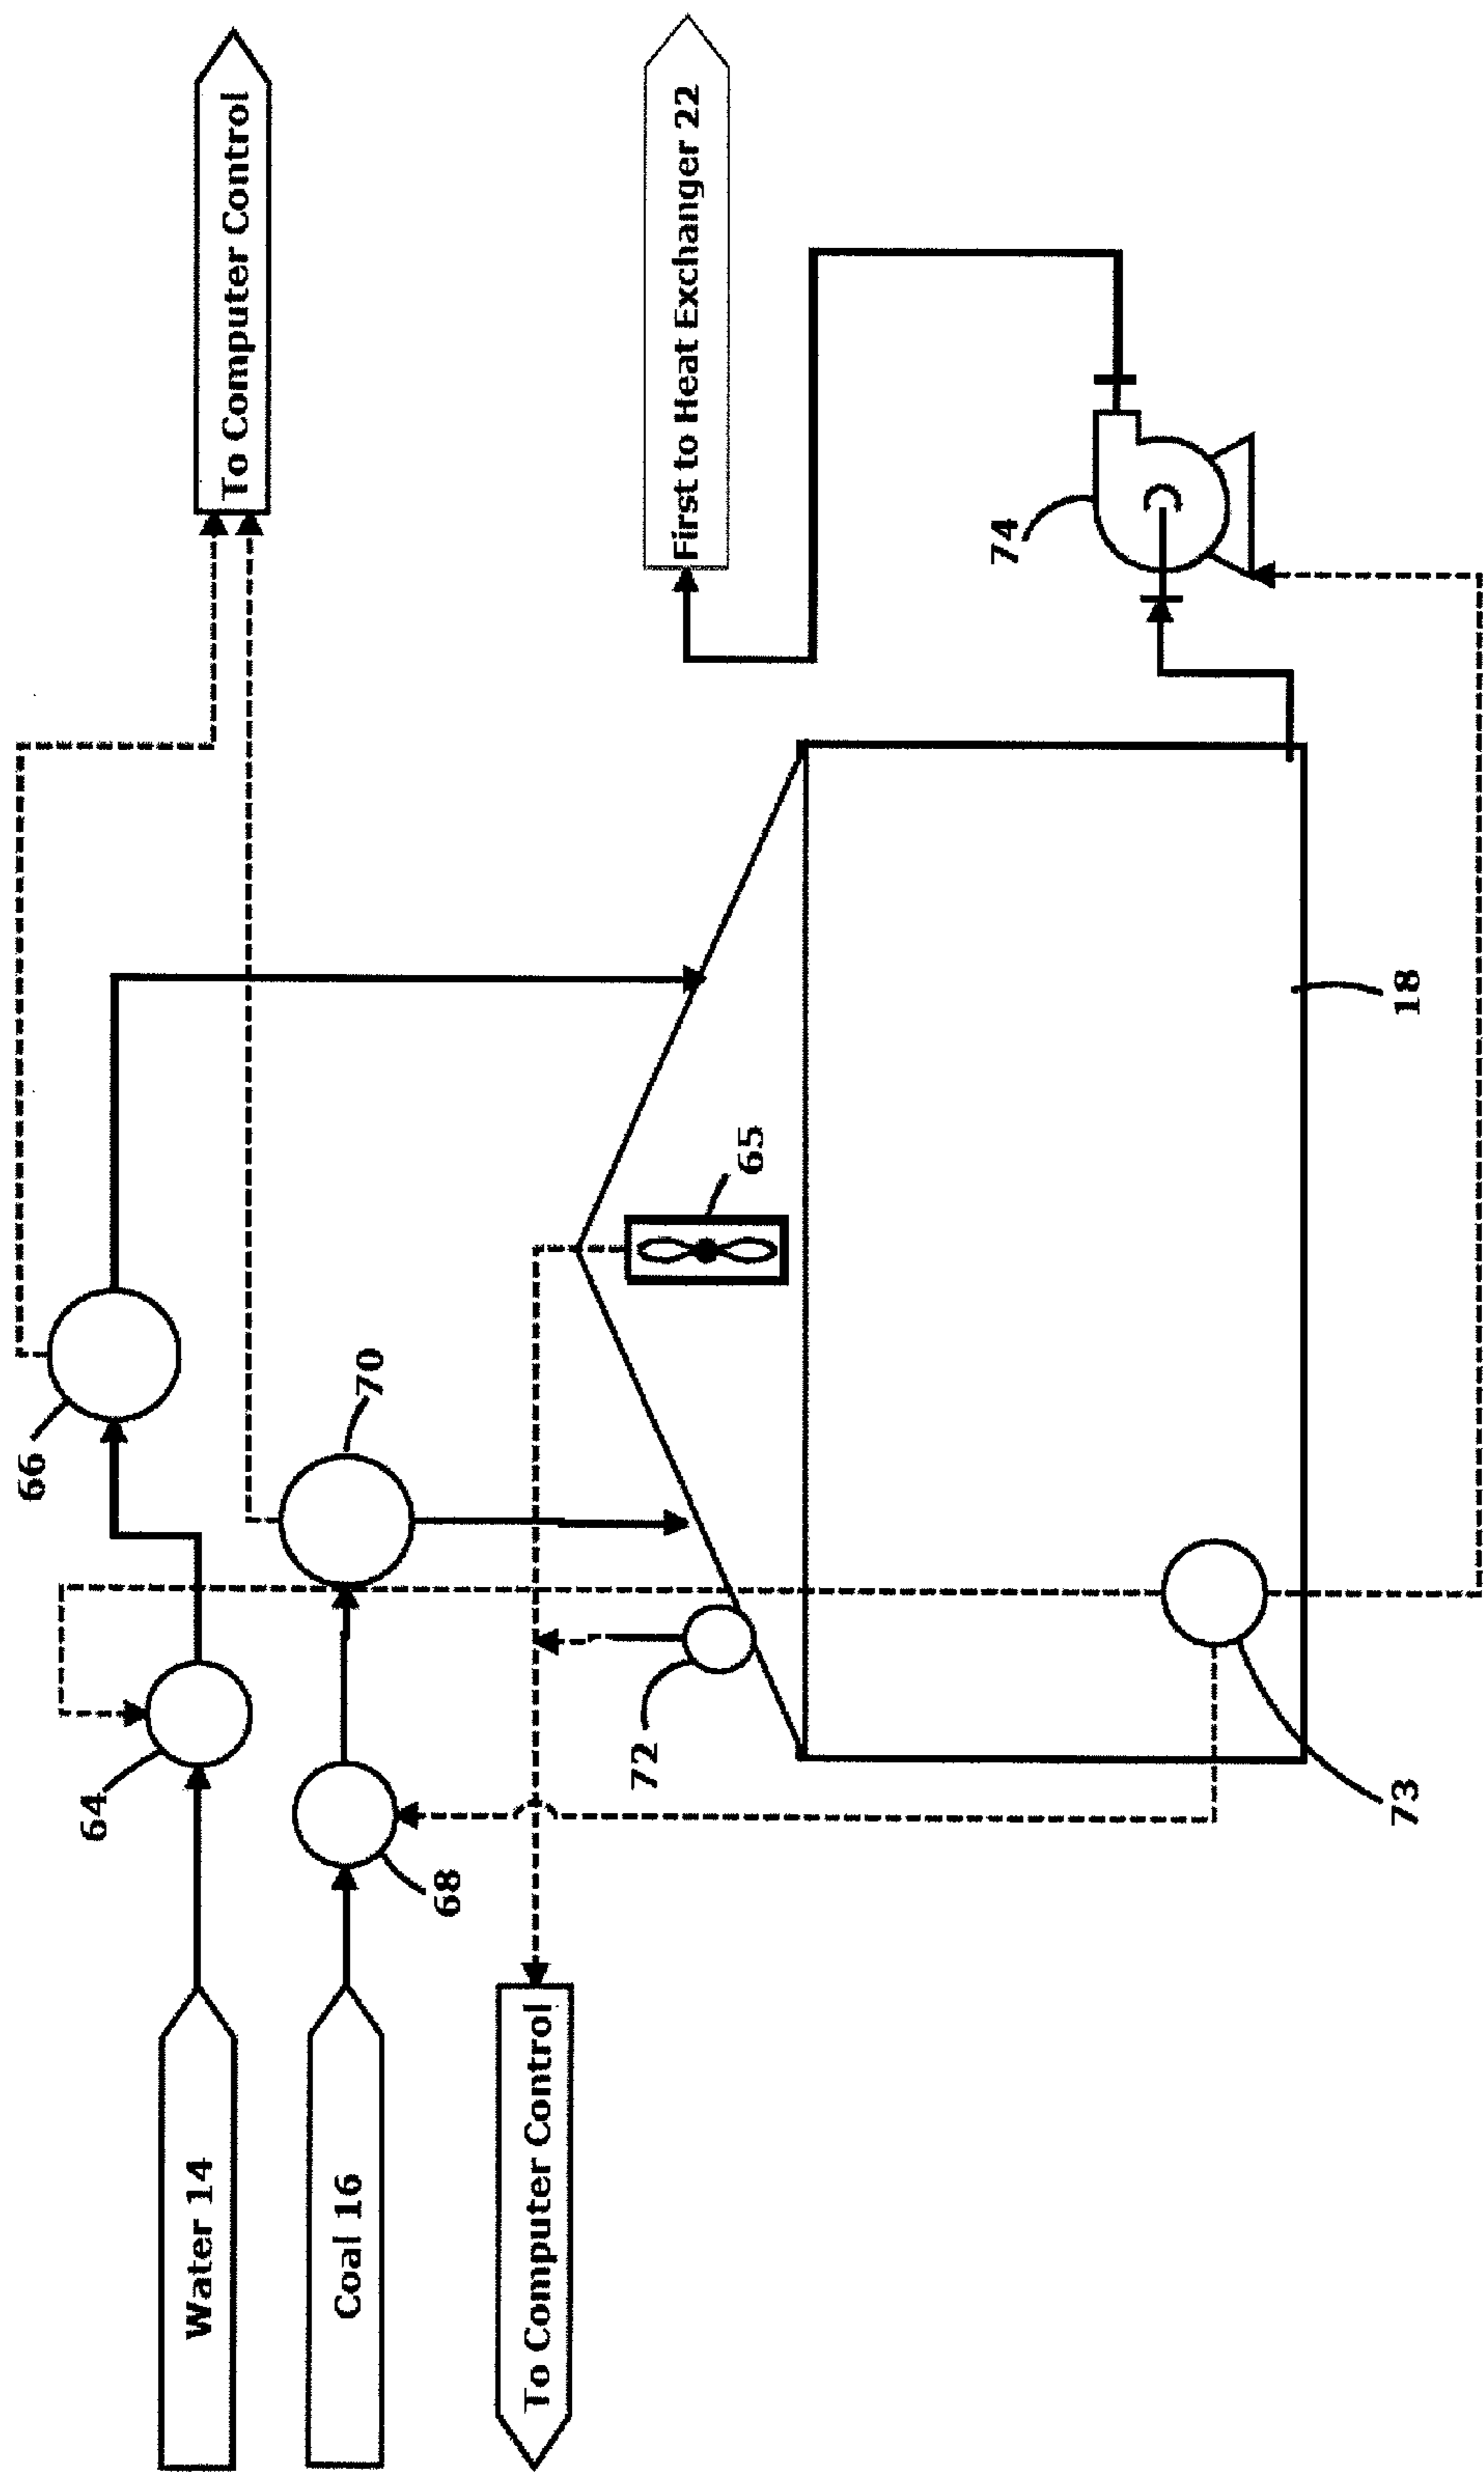 To Computer Control
First to Heat Exchanger 22
66
70
64
68
65
74
72
18
73
Water 14
Coal 16
To Computer Control